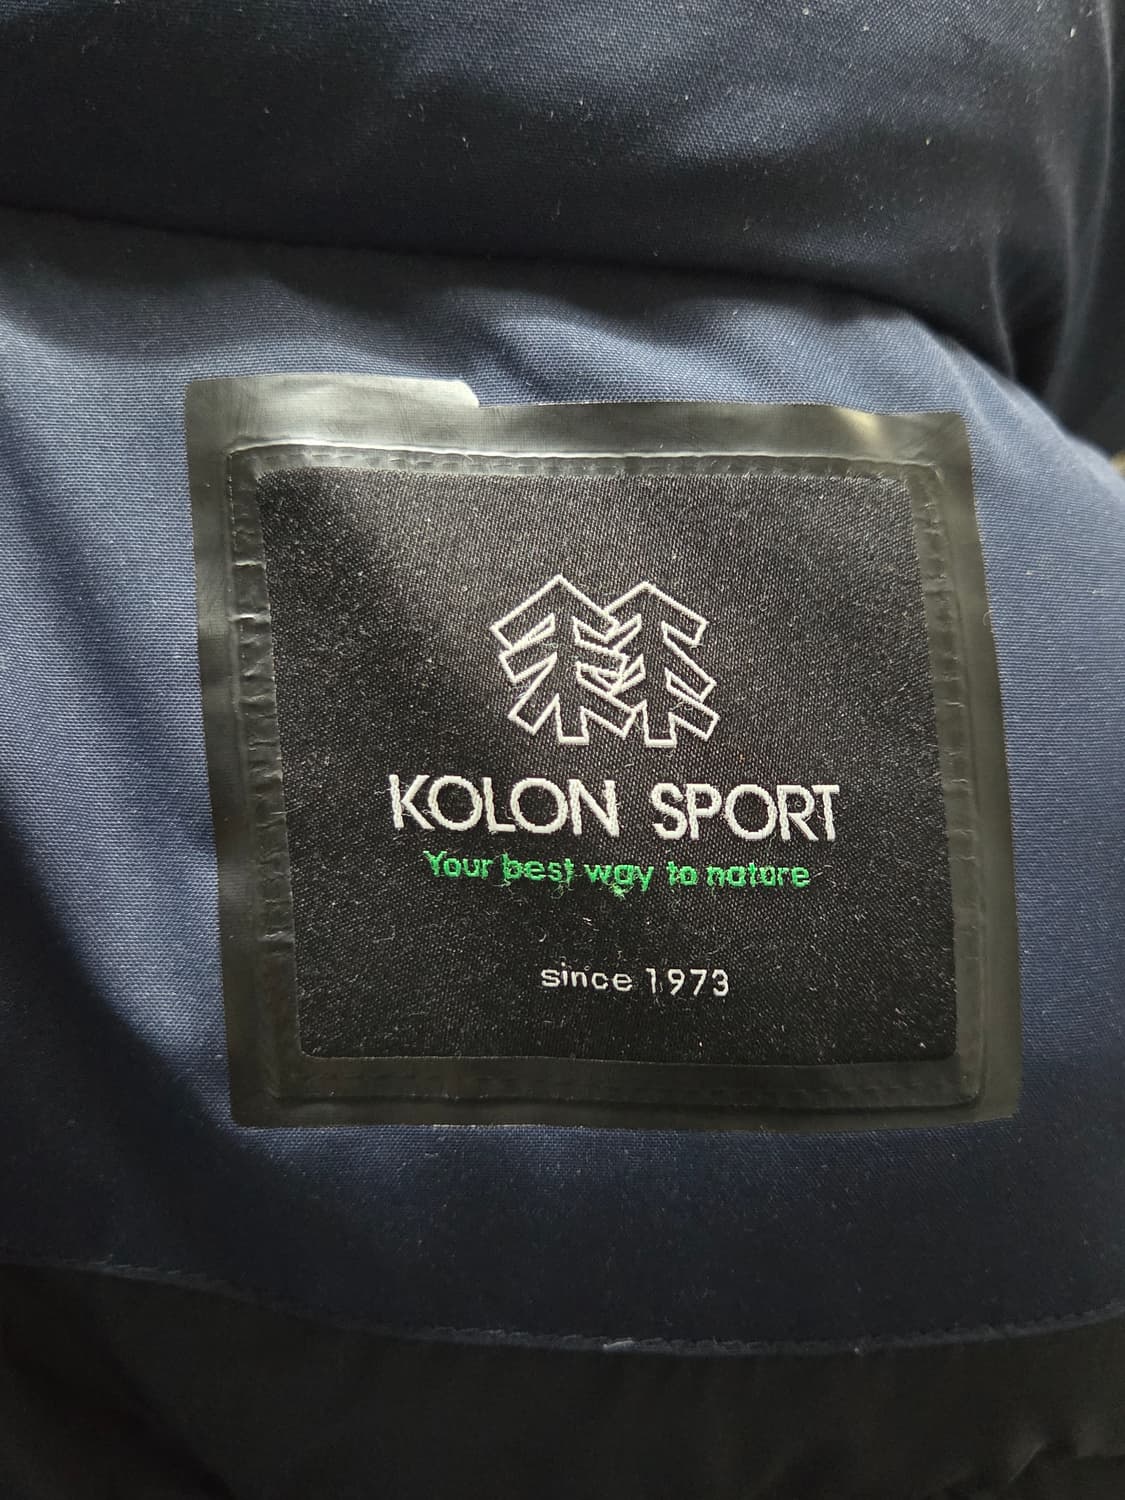 KOLON SPORT
Your best way to nature
since 1973